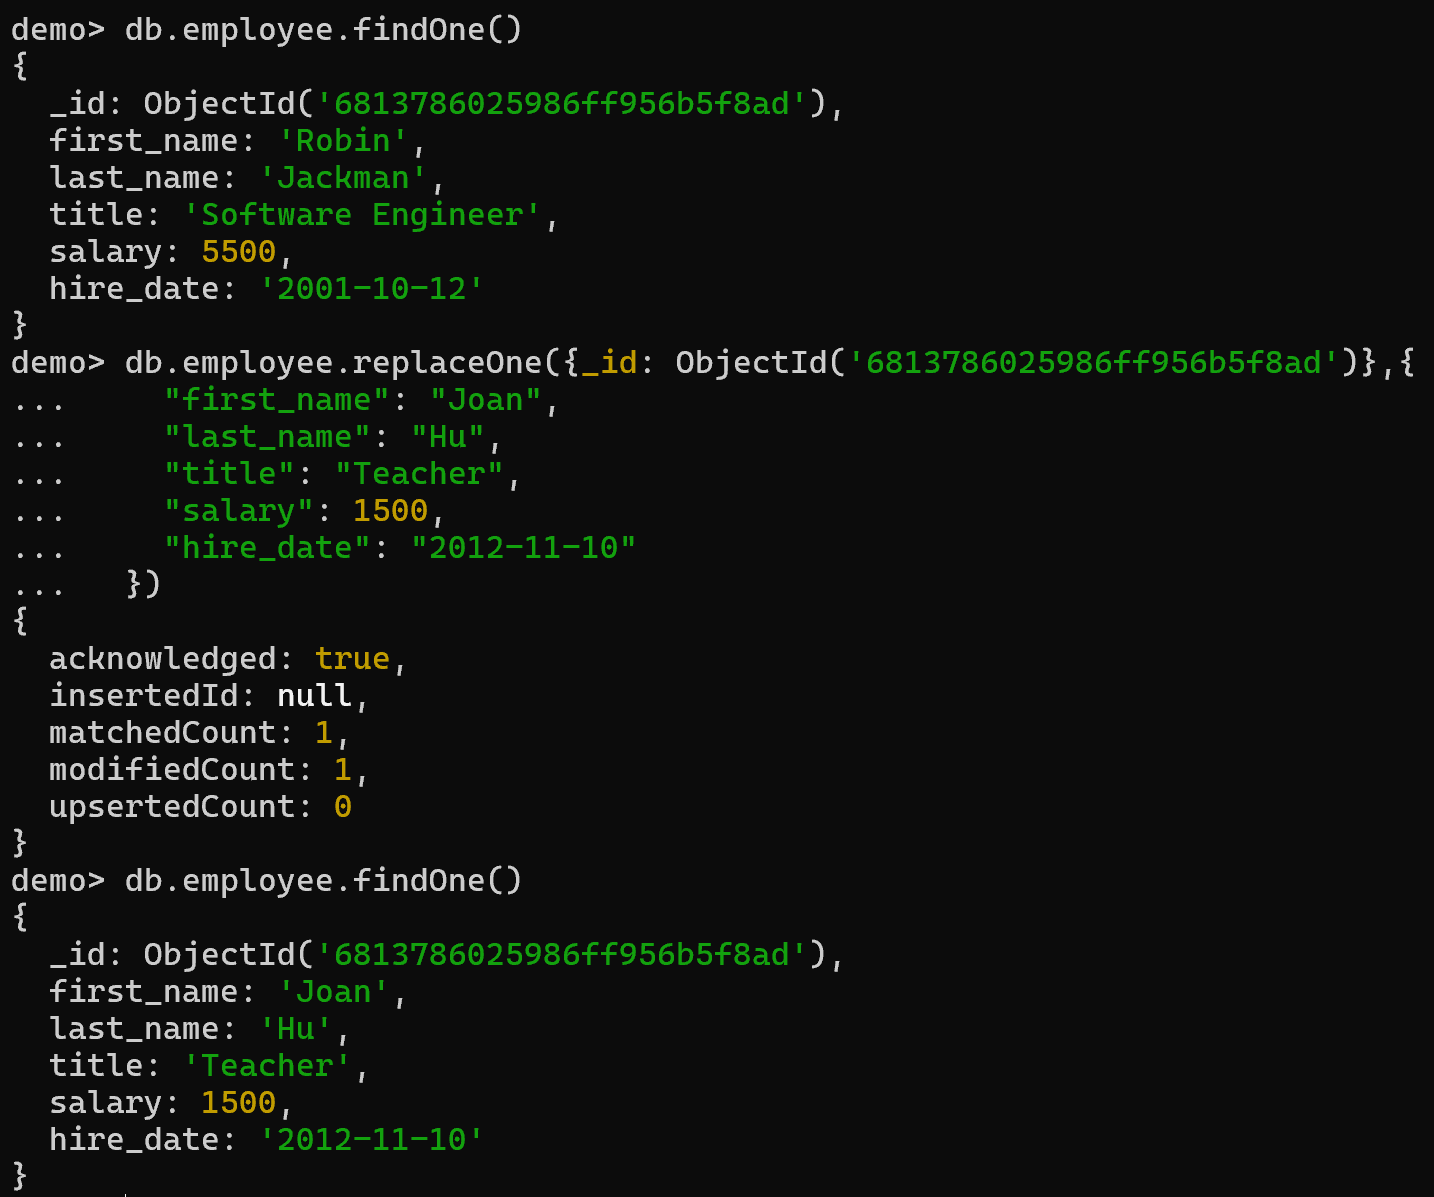 demo> db.employee.findOne()
{
  _id: ObjectId('6813786025986ff956b5f8ad'),
  first_name: 'Robin',
  last_name: 'Jackman',
  title: 'Software Engineer',
  salary: 5500,
  hire_date: '2001-10-12'
}
demo> db.employee.replaceOne({_id: ObjectId('6813786025986ff956b5f8ad')},{
...     "first_name": "Joan",
...     "last_name": "Hu",
...     "title": "Teacher",
...     "salary": 1500,
...     "hire_date": "2012-11-10"
...   })
{
  acknowledged: true,
  insertedId: null,
  matchedCount: 1,
  modifiedCount: 1,
  upsertedCount: 0
}
demo> db.employee.findOne()
{
  _id: ObjectId('6813786025986ff956b5f8ad'),
  first_name: 'Joan',
  last_name: 'Hu',
  title: 'Teacher',
  salary: 1500,
  hire_date: '2012-11-10'
}